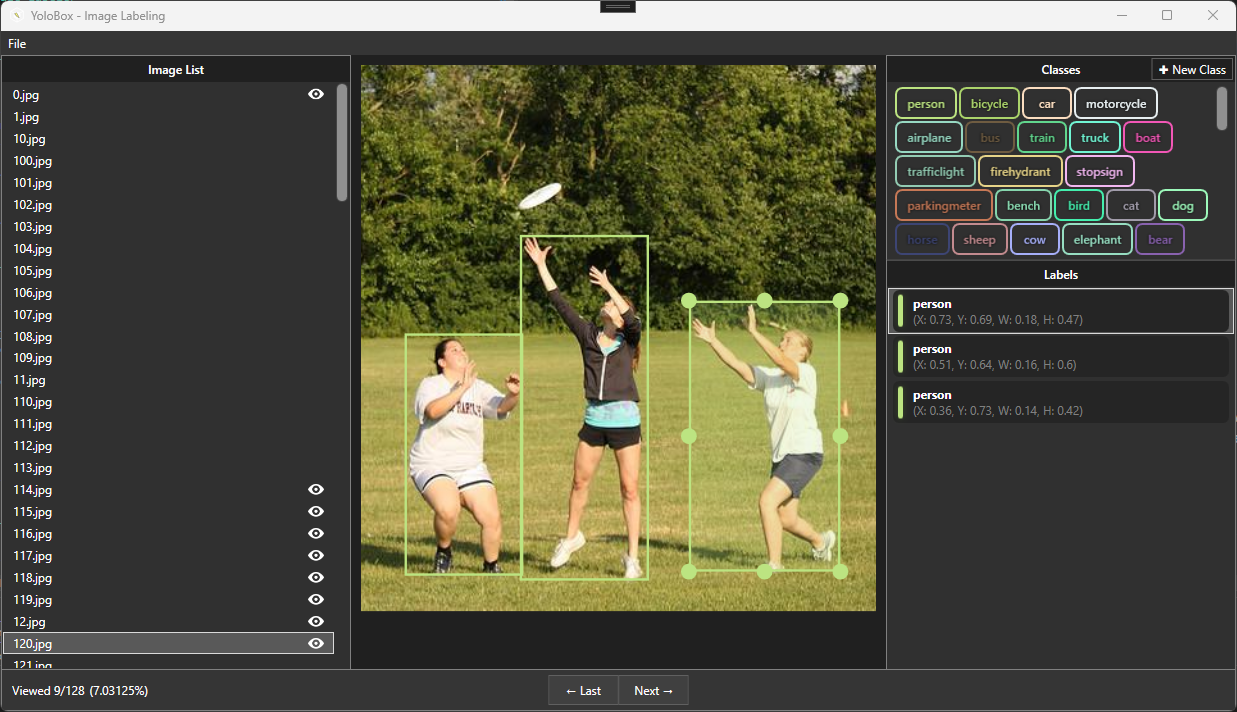 YoloBox - Image Labeling
File
Image List
0.jpg
1.jpg
10.jpg
100.jpg
101.jpg
102.jpg
103.jpg
104.jpg
105.jpg
106.jpg
107.jpg
108.jpg
109.jpg
11.jpg
110.jpg
111.jpg
112.jpg
113.jpg
114.jpg
115.jpg
116.jpg
117.jpg
118.jpg
119.jpg
12.jpg
120.jpg
121.jpg
Classes
+ New Class
person bicycle car motorcycle
airplane bus train truck boat
trafficlight firehydrant stopsign
parkingmeter bench bird cat dog
horse sheep cow elephant bear
Labels
person
(X: 0.73, Y: 0.69, W: 0.18, H: 0.47)
person
(X: 0.51, Y: 0.64, W: 0.16, H: 0.6)
person
(X: 0.36, Y: 0.73, W: 0.14, H: 0.42)
Viewed 9/128 (7.03125%)
← Last
Next →